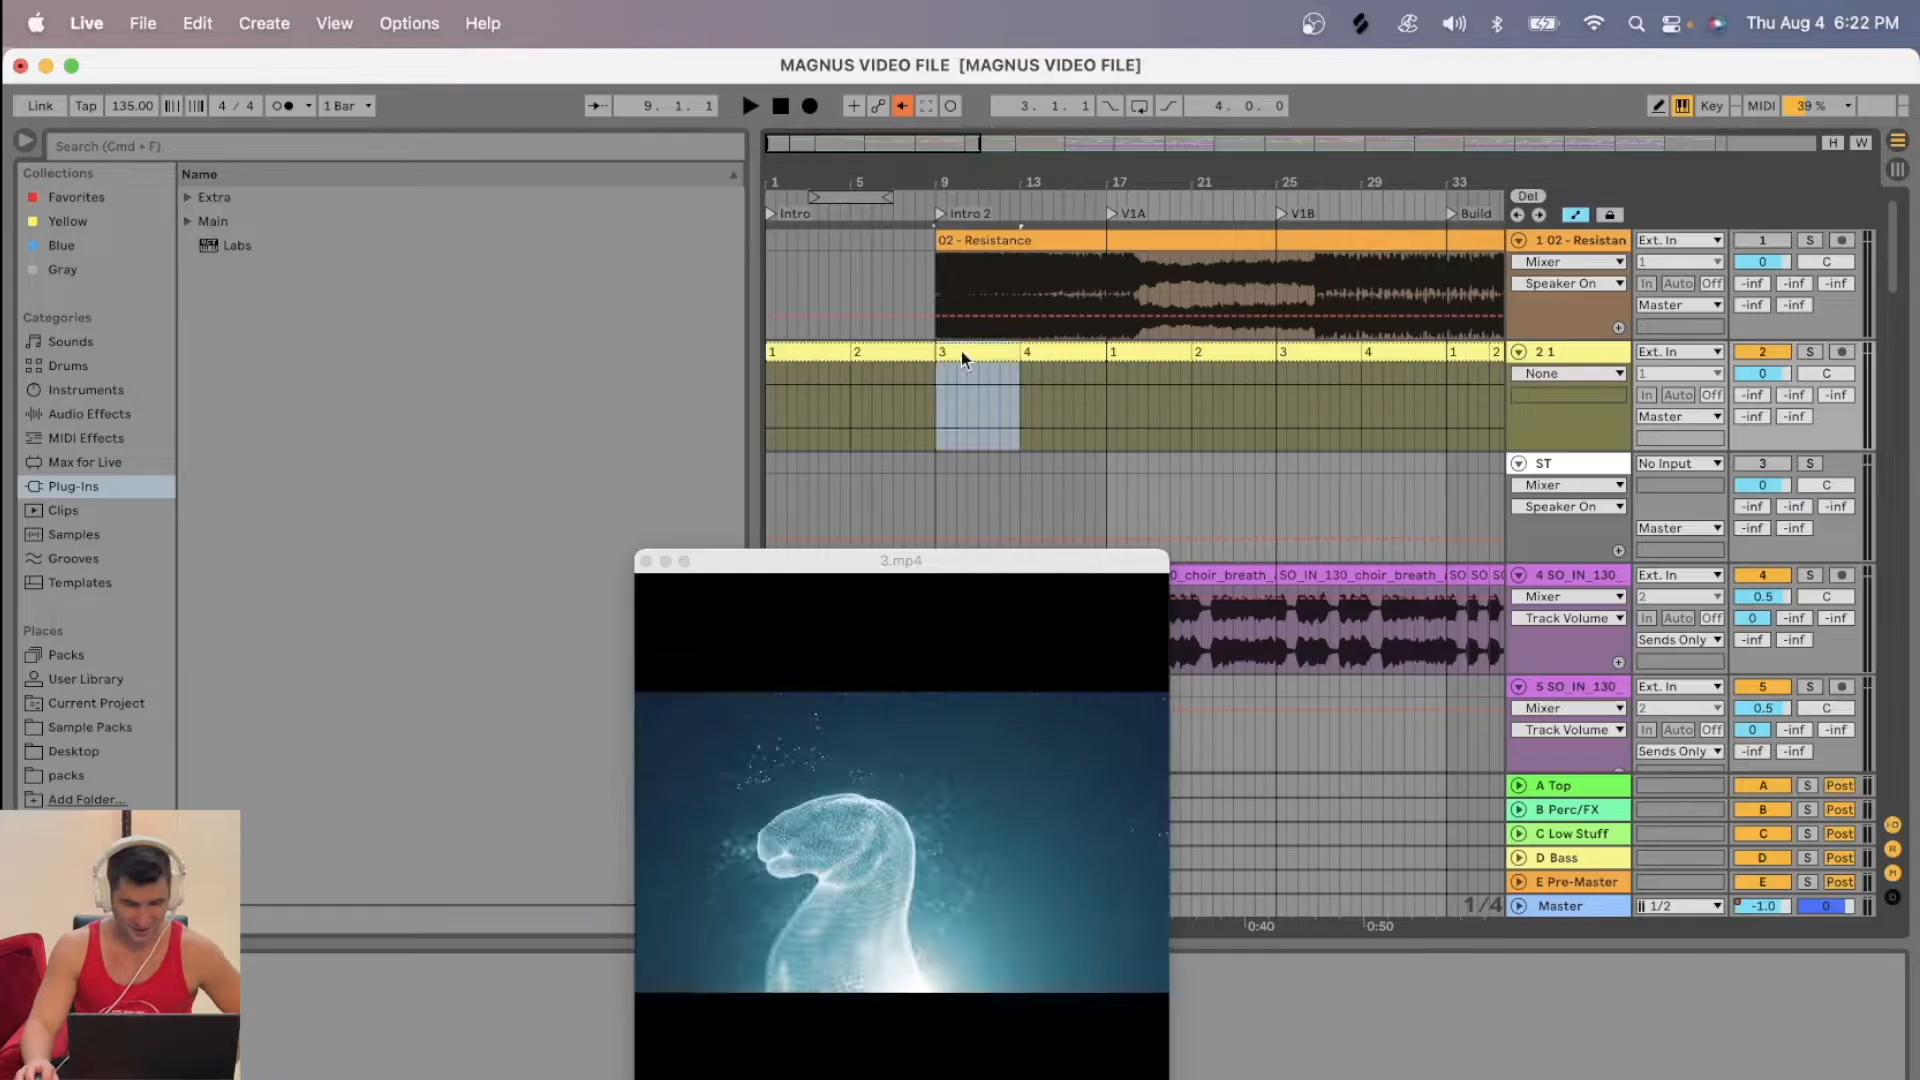 Live File Edit Create View Options Help Thu Aug 4 6:22 PM
MAGNUS VIDEO FILE [MAGNUS VIDEO FILE]
Link Tap 135.00 4 / 4 1 Bar 9. 1. 1 3. 1. 1 4. 0. 0 Key MIDI 39 %
Search (Cmd + F) H W
Collections Name
Favorites Extra
Yellow Main
Blue Labs
Gray
Categories
Sounds
Drums
Instruments
Audio Effects
MIDI Effects
Max for Live
Plug-Ins
Clips
Samples
Grooves
Templates
Places
Packs
User Library
Current Project
Sample Packs
Desktop
packs
Add Folder...
1 5 9 13 17 21 25 29 33
Del
Intro Intro 2 V1A V1B Build
02 - Resistance 1 02 - Resistan Ext. In 1 S
Mixer 1 0 C
Speaker On In Auto Off -inf -inf -inf
Master -inf -inf
1 2 3 4 1 2 3 4 1 2 2 1 Ext. In 2 S
None 1 0 C
In Auto Off -inf -inf -inf
Master -inf -inf
ST No Input 3 S
Mixer 0 C
Speaker On -inf -inf -inf
Master -inf -inf
3.mp4
0_choir_breath_ SO_IN_130_choir_breath_ SO SO 4 SO_IN_130_ Ext. In 4 S
Mixer 2 0.5 C
Track Volume In Auto Off 0 -inf -inf
Sends Only -inf -inf
5 SO_IN_130_ Ext. In 5 S
Mixer 2 0.5 C
Track Volume In Auto Off 0 -inf -inf
Sends Only -inf -inf
A Top A S Post
B Perc/FX B S Post
C Low Stuff C S Post
D Bass D S Post
E Pre-Master E S Post
1/4 Master 1/2 -1.0 0
0:40 0:50